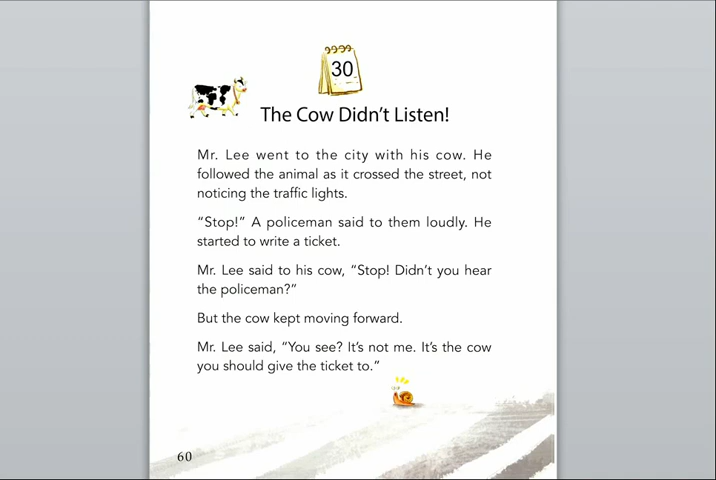 30
The Cow Didn't Listen!
Mr. Lee went to the city with his cow. He
followed the animal as it crossed the street, not
noticing the traffic lights.
“Stop!” A policeman said to them loudly. He
started to write a ticket.
Mr. Lee said to his cow, “Stop! Didn't you hear
the policeman?”
But the cow kept moving forward.
Mr. Lee said, “You see? It's not me. It's the cow
you should give the ticket to.”
60